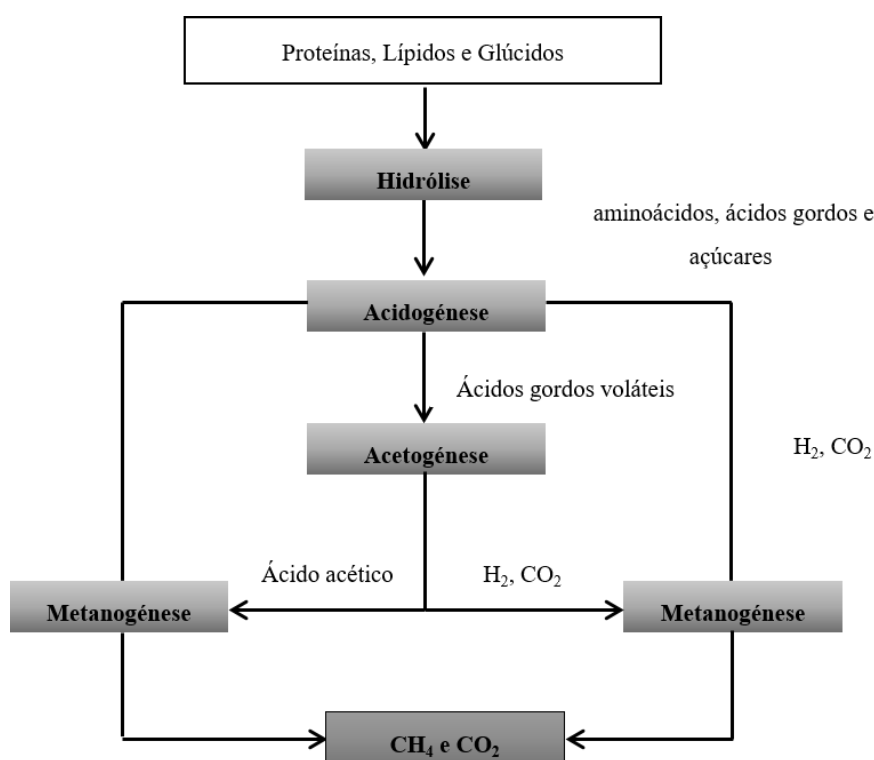 Proteínas, Lípidos e Glúcidos
Hidrólise
aminoácidos, ácidos gordos e
açúcares
Acidogénese
Ácidos gordos voláteis
H₂, CO₂
Acetogénese
Ácido acético
H₂, CO₂
Metanogénese
Metanogénese
CH₄ e CO₂